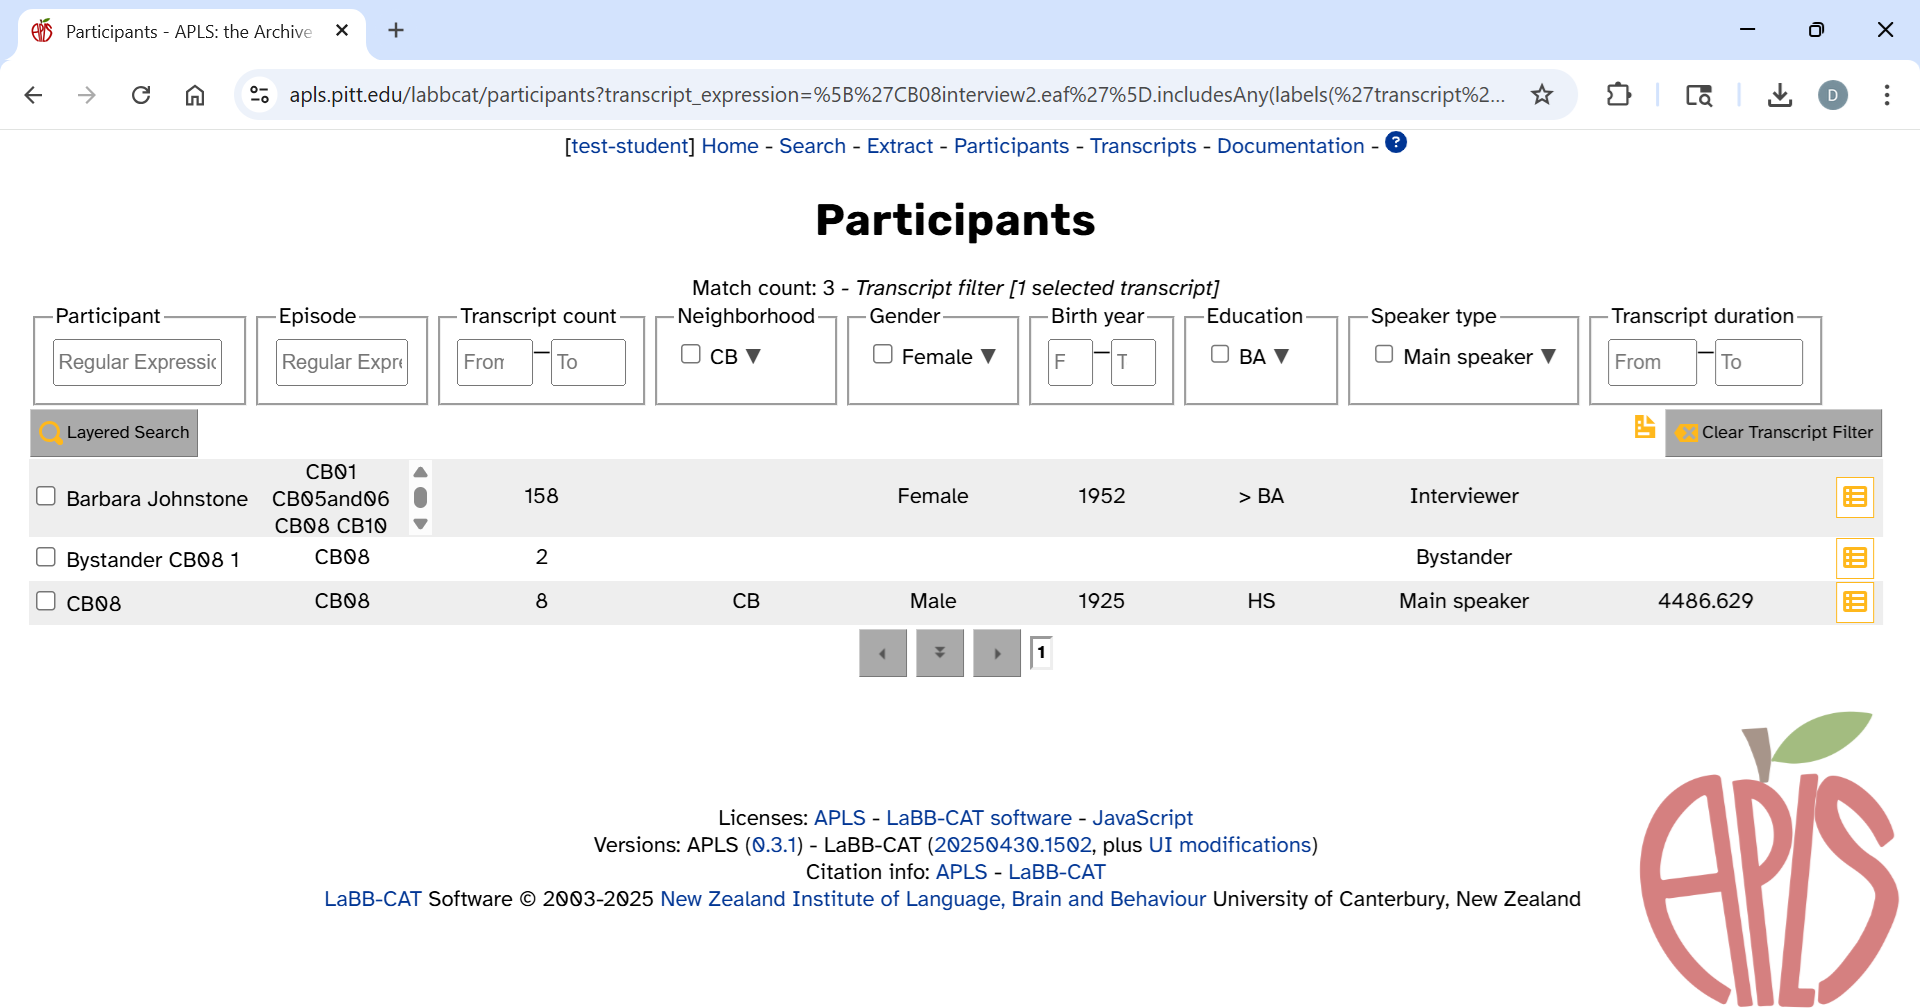 Participants - APLS: the Archive
apls.pitt.edu/labbcat/participants?transcript_expression=%5B%27CB08interview2.eaf%27%5D.includesAny(labels(%27transcript%2...
D
[test-student] Home - Search - Extract - Participants - Transcripts - Documentation - ?
Participants
Match count: 3 - Transcript filter [1 selected transcript]
Participant Episode Transcript count Neighborhood Gender Birth year Education Speaker type Transcript duration
Regular Expressic Regular Expre From – To CB ▼ Female ▼ F – T BA ▼ Main speaker ▼ From – To
Layered Search Clear Transcript Filter
Barbara Johnstone CB01 CB05and06 CB08 CB10 158 Female 1952 > BA Interviewer
Bystander CB08 1 CB08 2 Bystander
CB08 CB08 8 CB Male 1925 HS Main speaker 4486.629
1
Licenses: APLS - LaBB-CAT software - JavaScript
Versions: APLS (0.3.1) - LaBB-CAT (20250430.1502, plus UI modifications)
Citation info: APLS - LaBB-CAT
LaBB-CAT Software © 2003-2025 New Zealand Institute of Language, Brain and Behaviour University of Canterbury, New Zealand
APLS